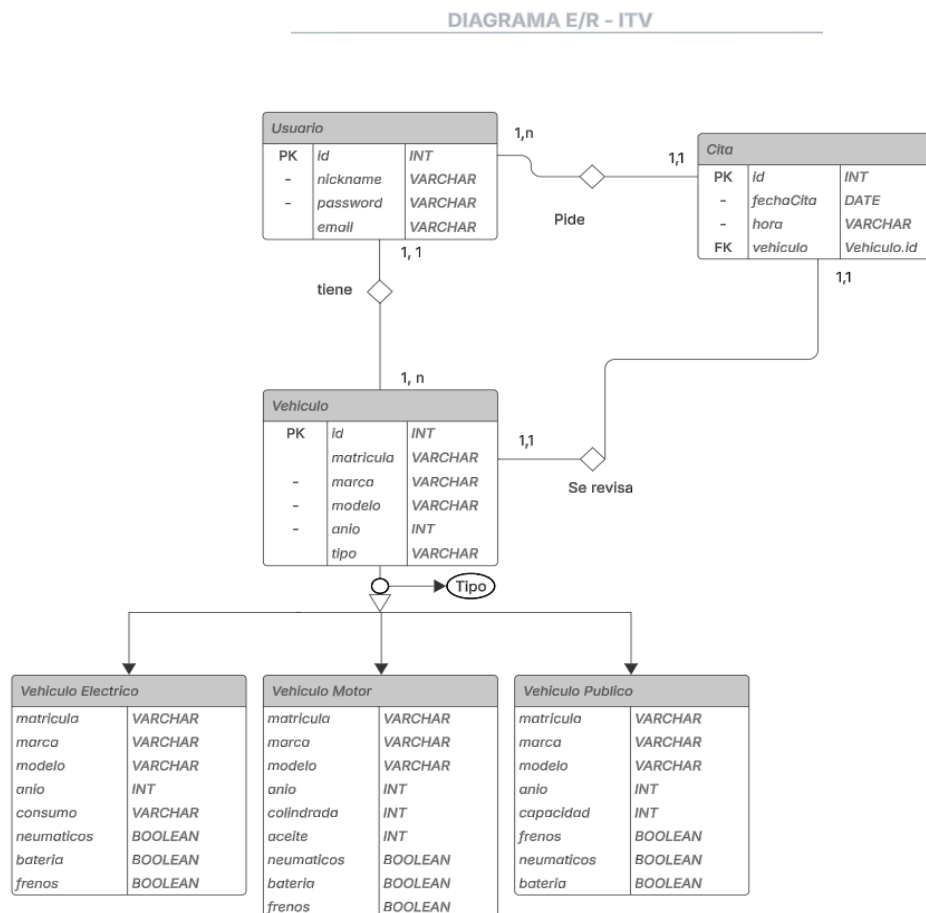 DIAGRAMA E/R - ITV
Usuario
PK id INT
- nickname VARCHAR
- password VARCHAR
email VARCHAR
1,n
1,1
Pide
Cita
PK id INT
- fechaCita DATE
- hora VARCHAR
FK vehiculo Vehiculo.id
1, 1
tiene
1, n
1,1
Vehiculo
PK id INT
matricula VARCHAR
- marca VARCHAR
- modelo VARCHAR
- anio INT
tipo VARCHAR
1,1
Se revisa
Tipo
Vehiculo Electrico
matricula VARCHAR
marca VARCHAR
modelo VARCHAR
anio INT
consumo VARCHAR
neumaticos BOOLEAN
bateria BOOLEAN
frenos BOOLEAN
Vehiculo Motor
matricula VARCHAR
marca VARCHAR
modelo VARCHAR
anio INT
colindrada INT
aceite INT
neumaticos BOOLEAN
bateria BOOLEAN
frenos BOOLEAN
Vehiculo Publico
matricula VARCHAR
marca VARCHAR
modelo VARCHAR
anio INT
capacidad INT
frenos BOOLEAN
neumaticos BOOLEAN
bateria BOOLEAN